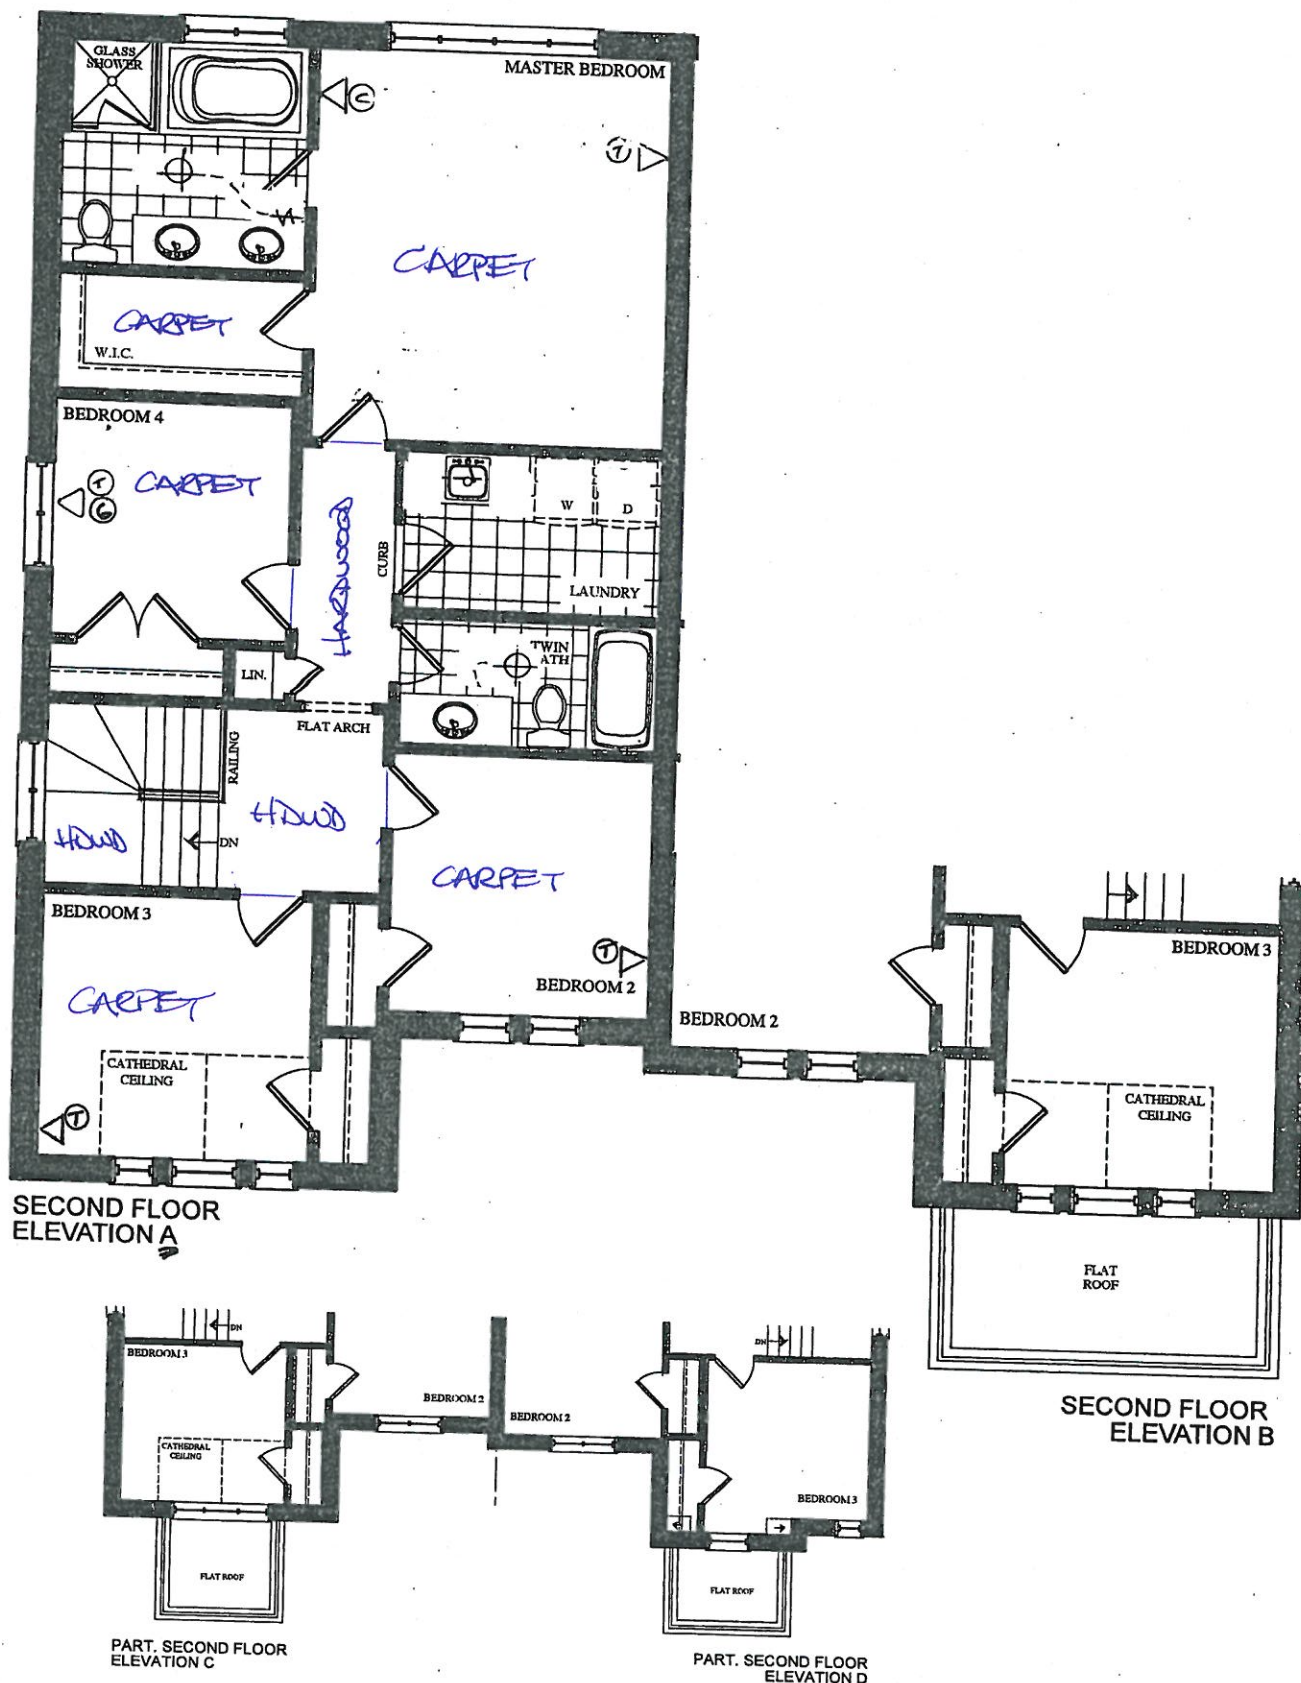 GLASS
SHOWER
MASTER BEDROOM
C
T
CARPET
CARPET
W.I.C.
BEDROOM 4
CARPET
T
G
HARDWOOD
CURB
W
D
LAUNDRY
TWIN
ATH
LIN.
FLAT ARCH
RAILING
HDWD
HDWD
DN
CARPET
BEDROOM 3
T
BEDROOM 2
CARPET
CATHEDRAL
CEILING
T
SECOND FLOOR
ELEVATION A
BEDROOM 2
BEDROOM 3
CATHEDRAL
CEILING
FLAT
ROOF
SECOND FLOOR
ELEVATION B
DN
BEDROOM 3
BEDROOM 2
CATHEDRAL
CEILING
FLAT ROOF
PART. SECOND FLOOR
ELEVATION C
DN
BEDROOM 2
BEDROOM 3
FLAT ROOF
PART. SECOND FLOOR
ELEVATION D